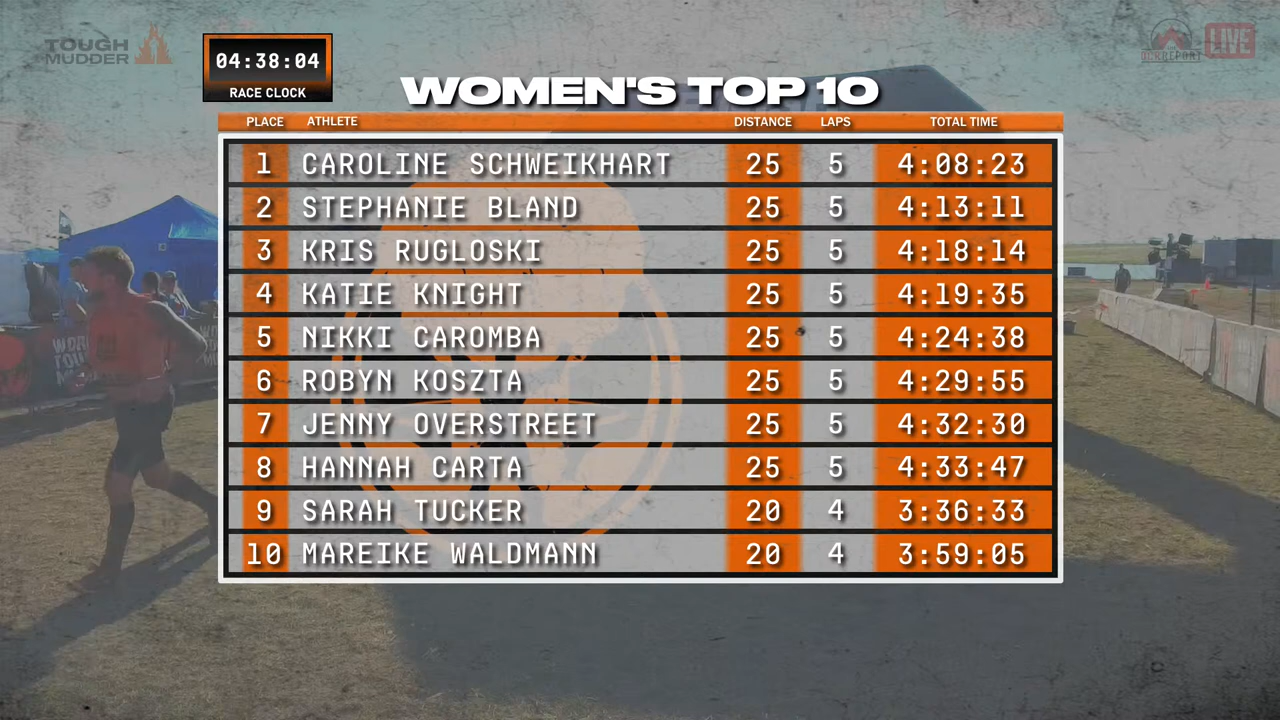 TOUGH
MUDDER
04:38:04
RACE CLOCK
LIVE
WOMEN'S TOP 10
PLACE ATHLETE DISTANCE LAPS TOTAL TIME
1 CAROLINE SCHWEIKHART 25 5 4:08:23
2 STEPHANIE BLAND 25 5 4:13:11
3 KRIS RUGLOSKI 25 5 4:18:14
4 KATIE KNIGHT 25 5 4:19:35
5 NIKKI CAROMBA 25 5 4:24:38
6 ROBYN KOSZTA 25 5 4:29:55
7 JENNY OVERSTREET 25 5 4:32:30
8 HANNAH CARTA 25 5 4:33:47
9 SARAH TUCKER 20 4 3:36:33
10 MAREIKE WALDMANN 20 4 3:59:05